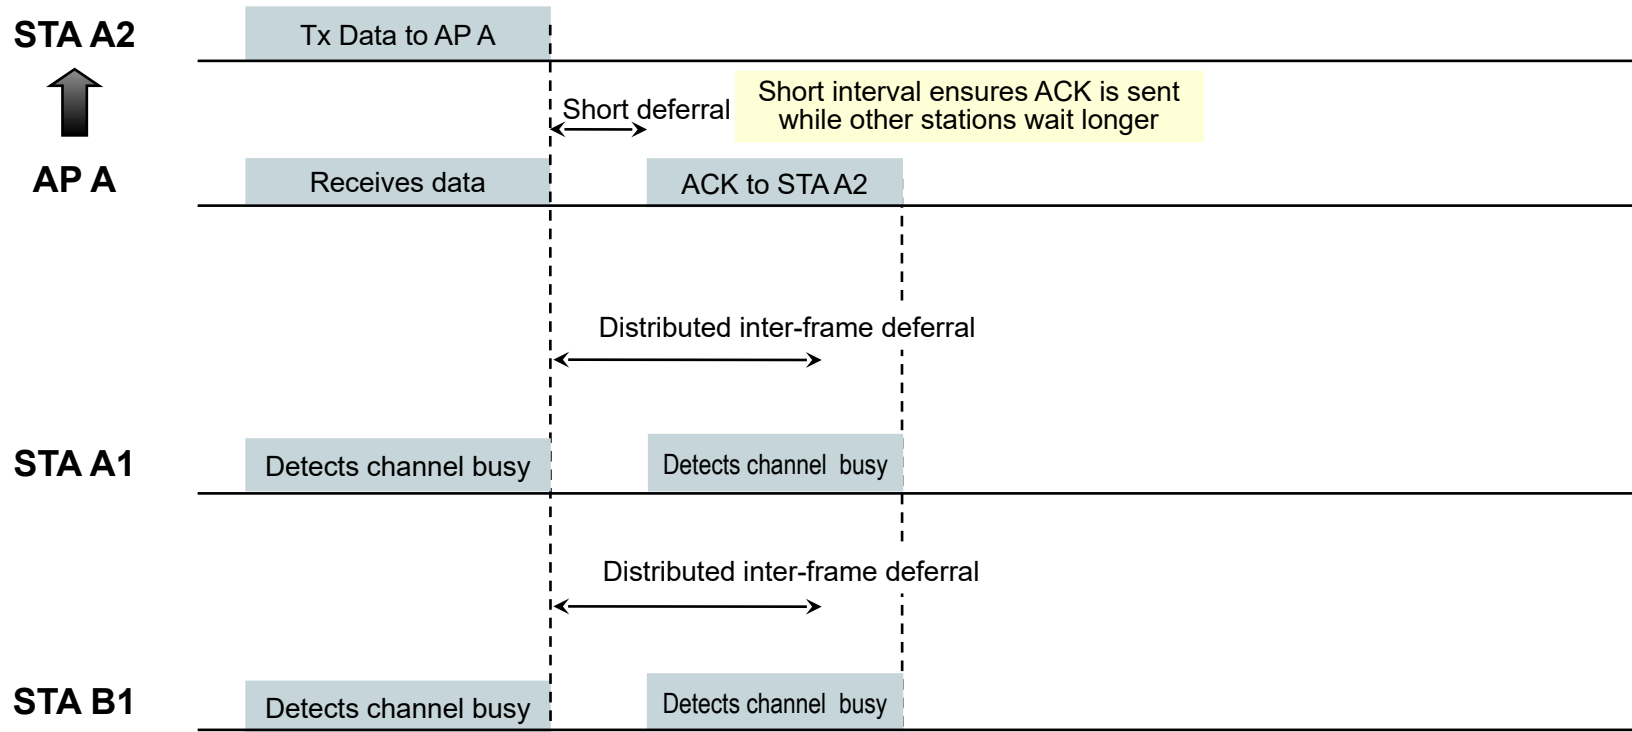 STA A2
Tx Data to AP A
Short deferral
Short interval ensures ACK is sent
while other stations wait longer
AP A
Receives data
ACK to STA A2
Distributed inter-frame deferral
STA A1
Detects channel busy
Detects channel  busy
Distributed inter-frame deferral
STA B1
Detects channel busy
Detects channel  busy